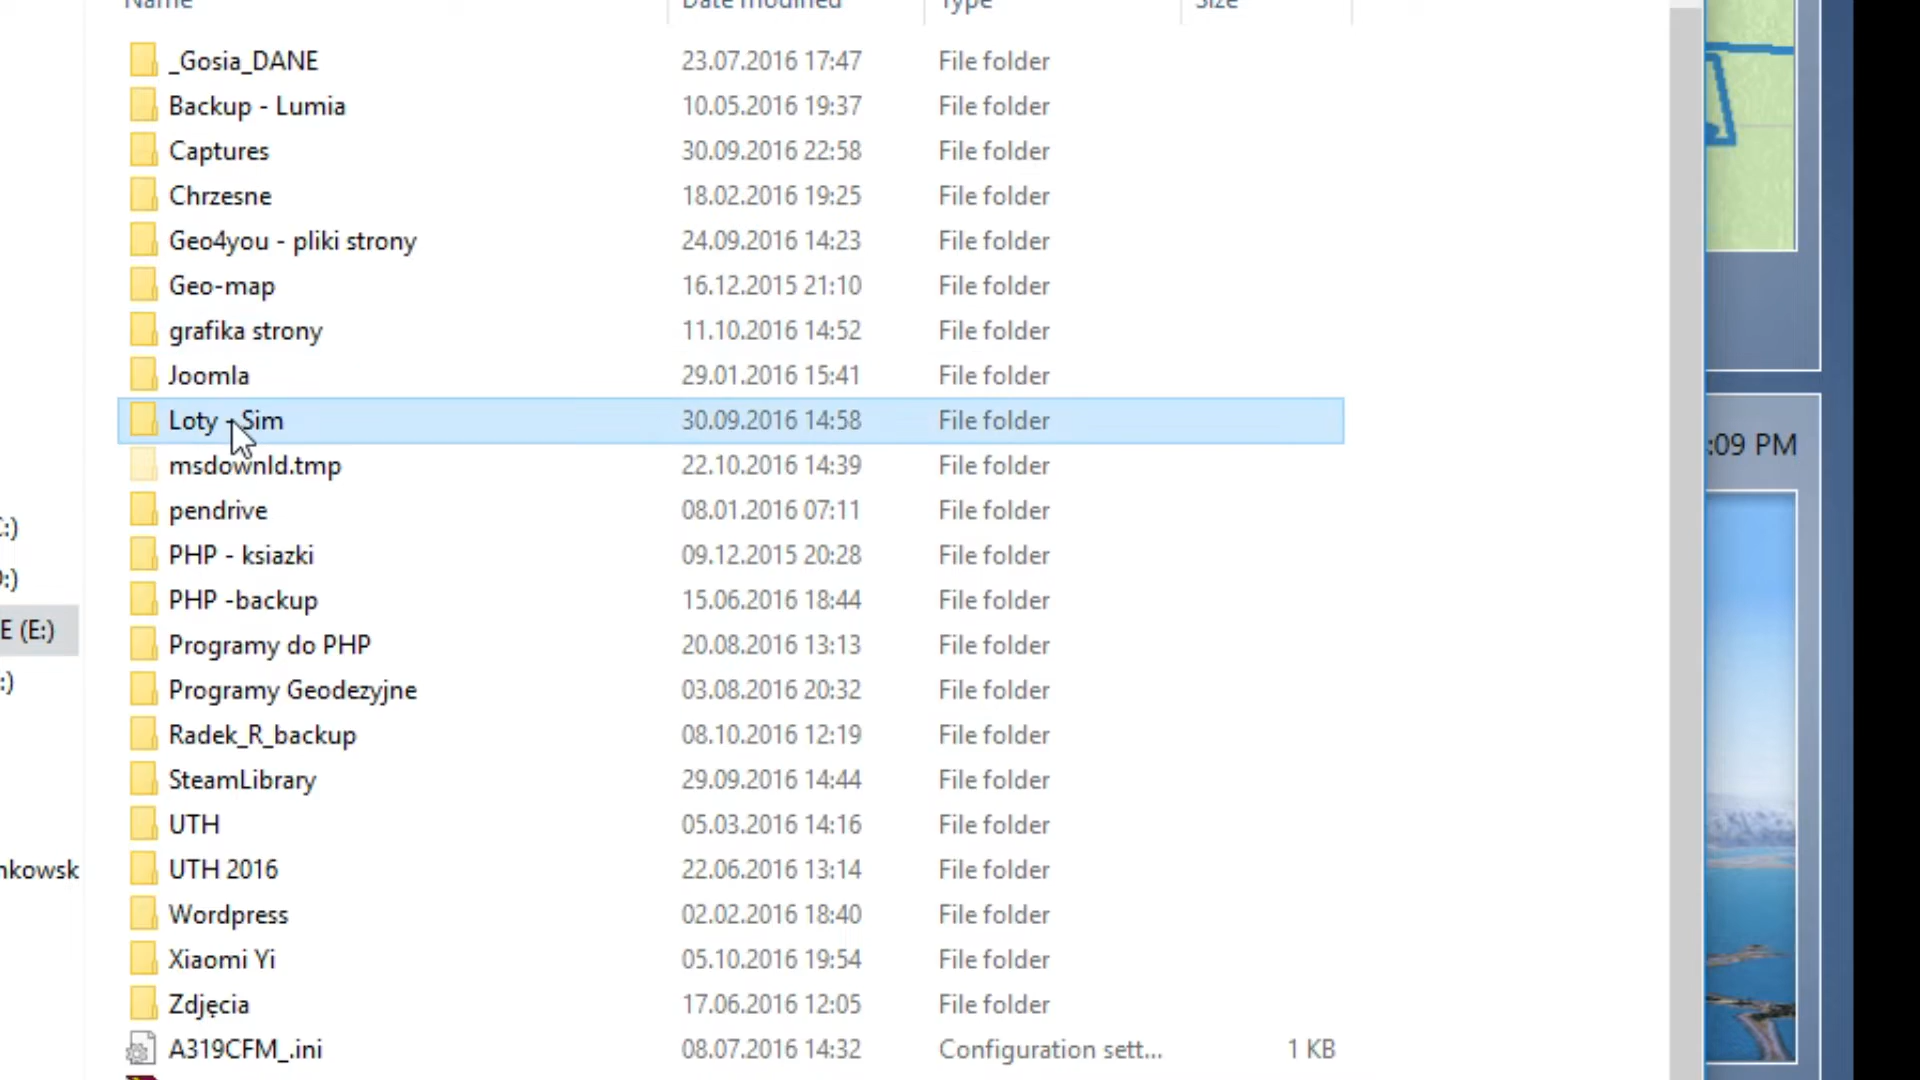 Name Date modified Type Size
_Gosia_DANE 23.07.2016 17:47 File folder
Backup - Lumia 10.05.2016 19:37 File folder
Captures 30.09.2016 22:58 File folder
Chrzesne 18.02.2016 19:25 File folder
Geo4you - pliki strony 24.09.2016 14:23 File folder
Geo-map 16.12.2015 21:10 File folder
grafika strony 11.10.2016 14:52 File folder
Joomla 29.01.2016 15:41 File folder
Loty - Sim 30.09.2016 14:58 File folder
:09 PM
msdownld.tmp 22.10.2016 14:39 File folder
pendrive 08.01.2016 07:11 File folder
:)
PHP - ksiazki 09.12.2015 20:28 File folder
:)
PHP -backup 15.06.2016 18:44 File folder
E (E:)
Programy do PHP 20.08.2016 13:13 File folder
:)
Programy Geodezyjne 03.08.2016 20:32 File folder
Radek_R_backup 08.10.2016 12:19 File folder
SteamLibrary 29.09.2016 14:44 File folder
UTH 05.03.2016 14:16 File folder
nkowsk
UTH 2016 22.06.2016 13:14 File folder
Wordpress 02.02.2016 18:40 File folder
Xiaomi Yi 05.10.2016 19:54 File folder
Zdjęcia 17.06.2016 12:05 File folder
A319CFM_.ini 08.07.2016 14:32 Configuration sett... 1 KB